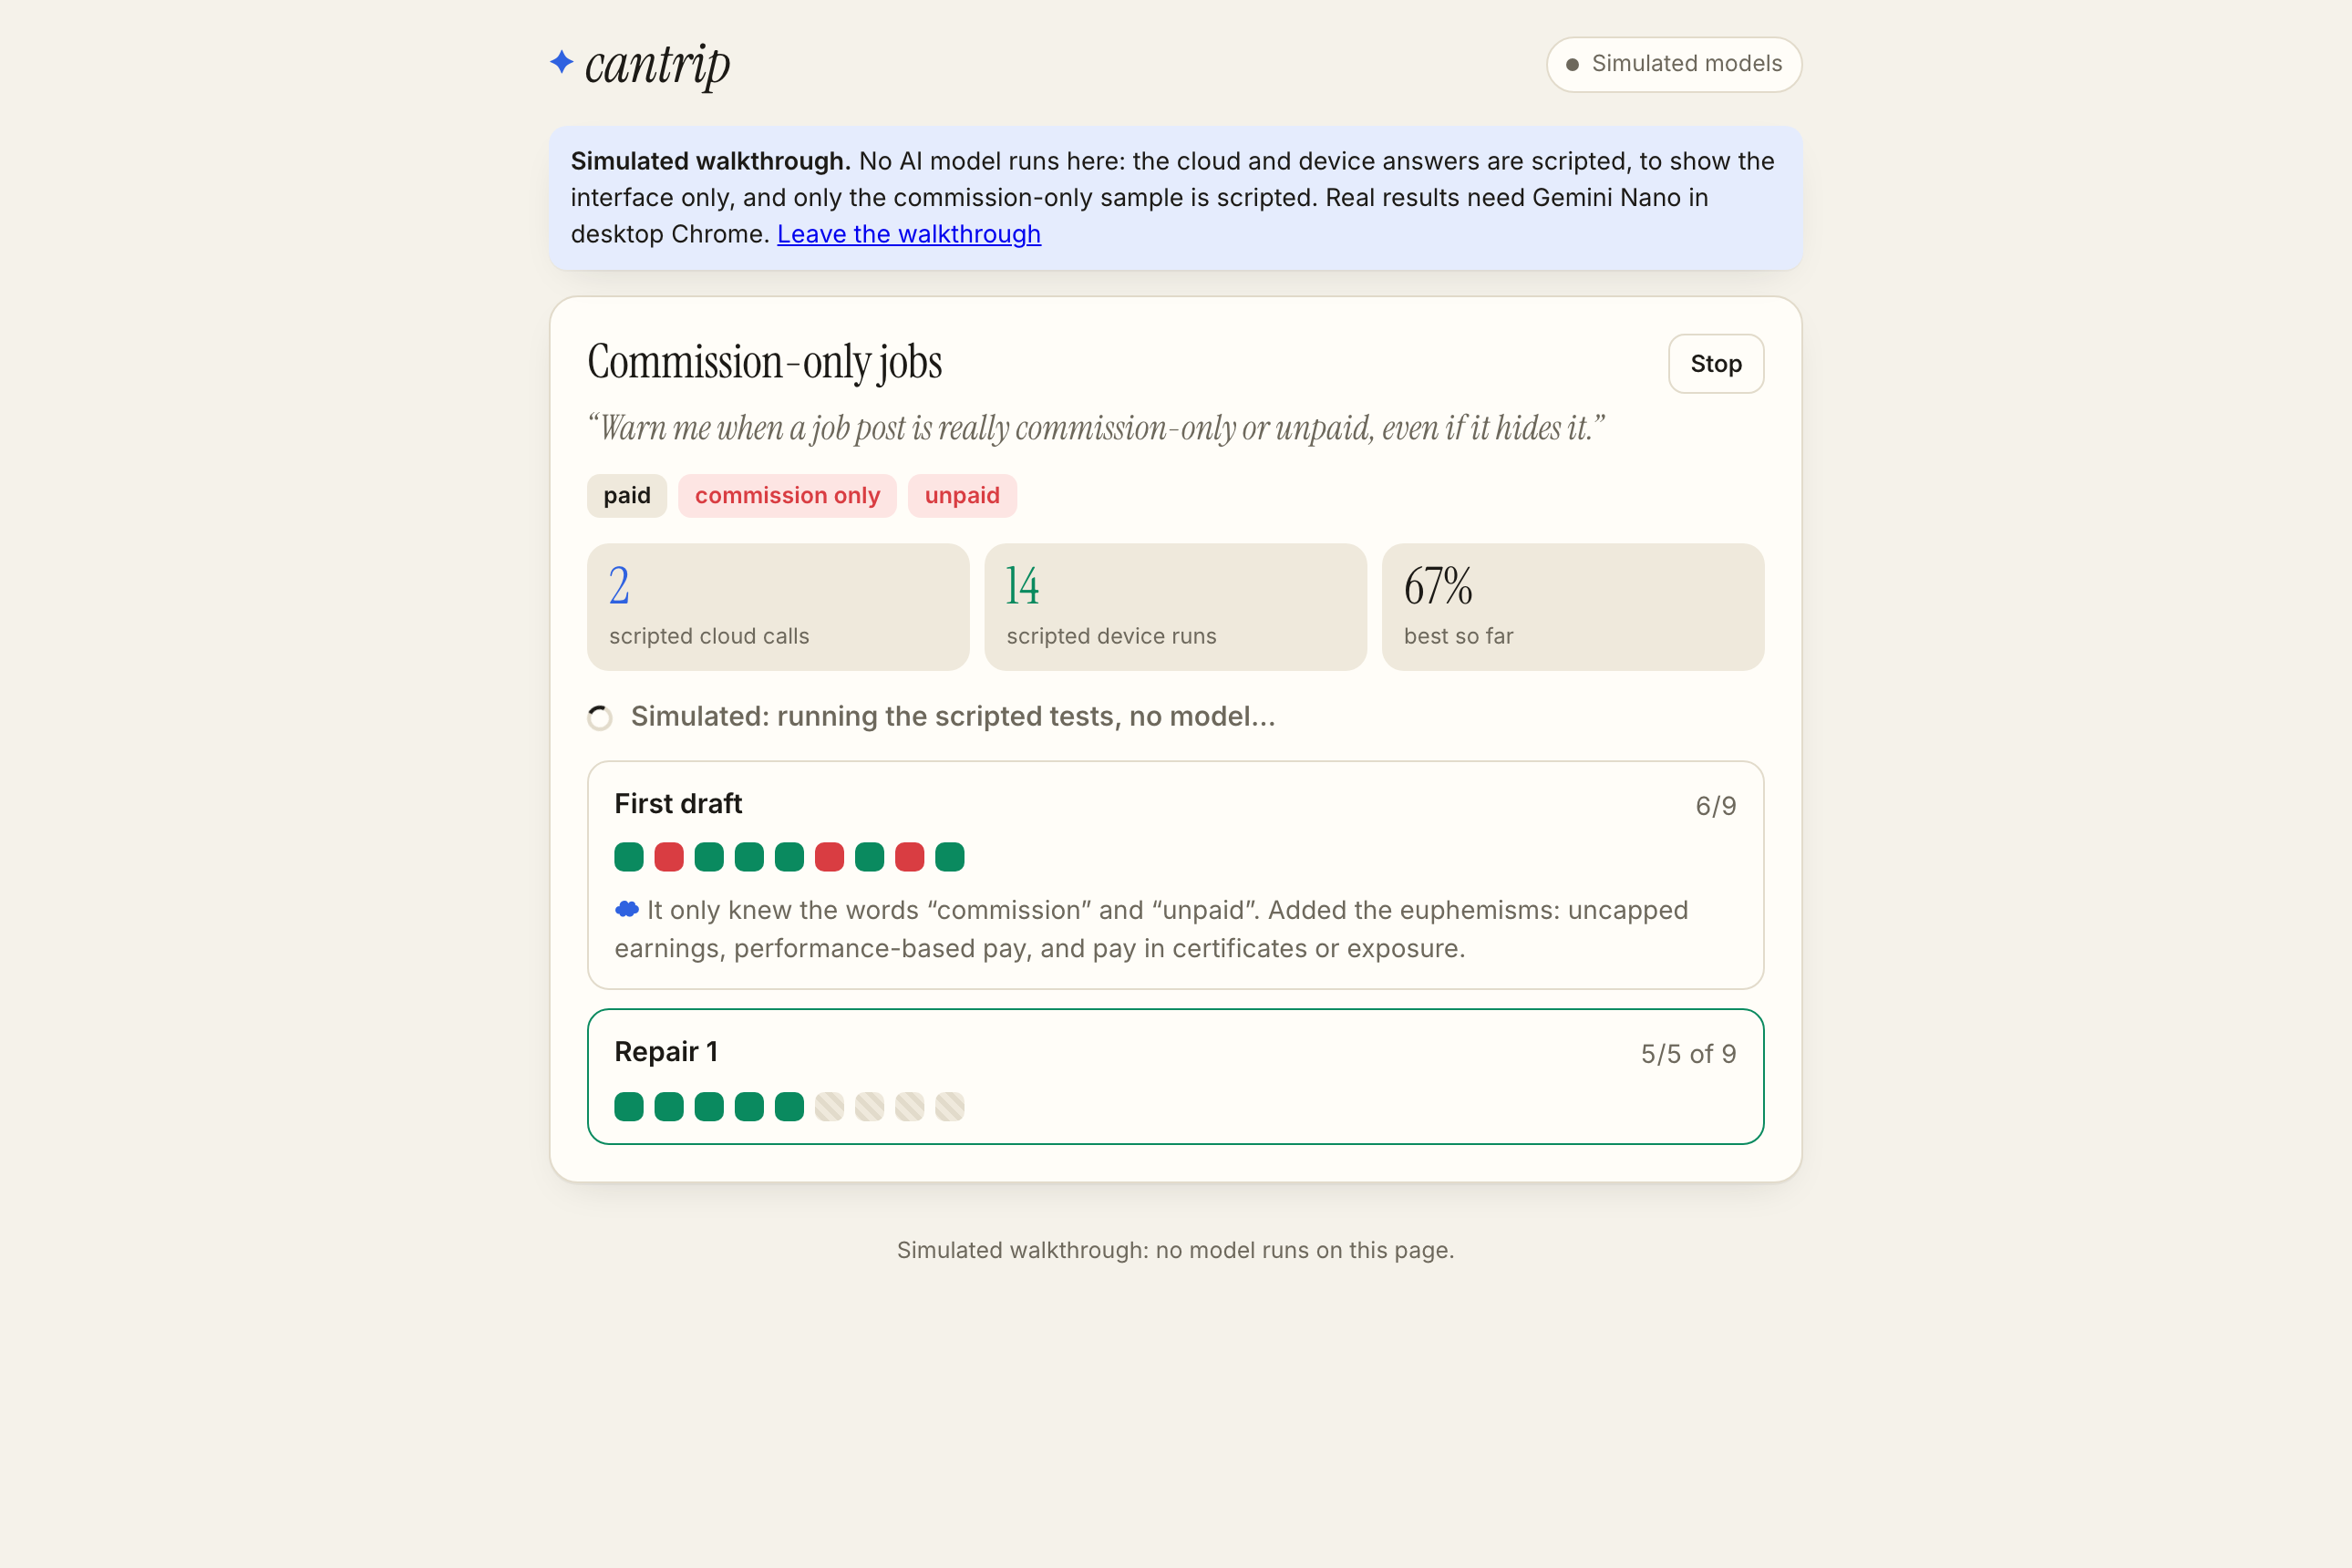 cantrip
Simulated models
Simulated walkthrough. No AI model runs here: the cloud and device answers are scripted, to show the
interface only, and only the commission-only sample is scripted. Real results need Gemini Nano in
desktop Chrome. Leave the walkthrough
Commission-only jobs
Stop
“Warn me when a job post is really commission-only or unpaid, even if it hides it.”
paid commission only unpaid
2
scripted cloud calls
14
scripted device runs
67%
best so far
Simulated: running the scripted tests, no model...
First draft
6/9
It only knew the words “commission” and “unpaid”. Added the euphemisms: uncapped
earnings, performance-based pay, and pay in certificates or exposure.
Repair 1
5/5 of 9
Simulated walkthrough: no model runs on this page.